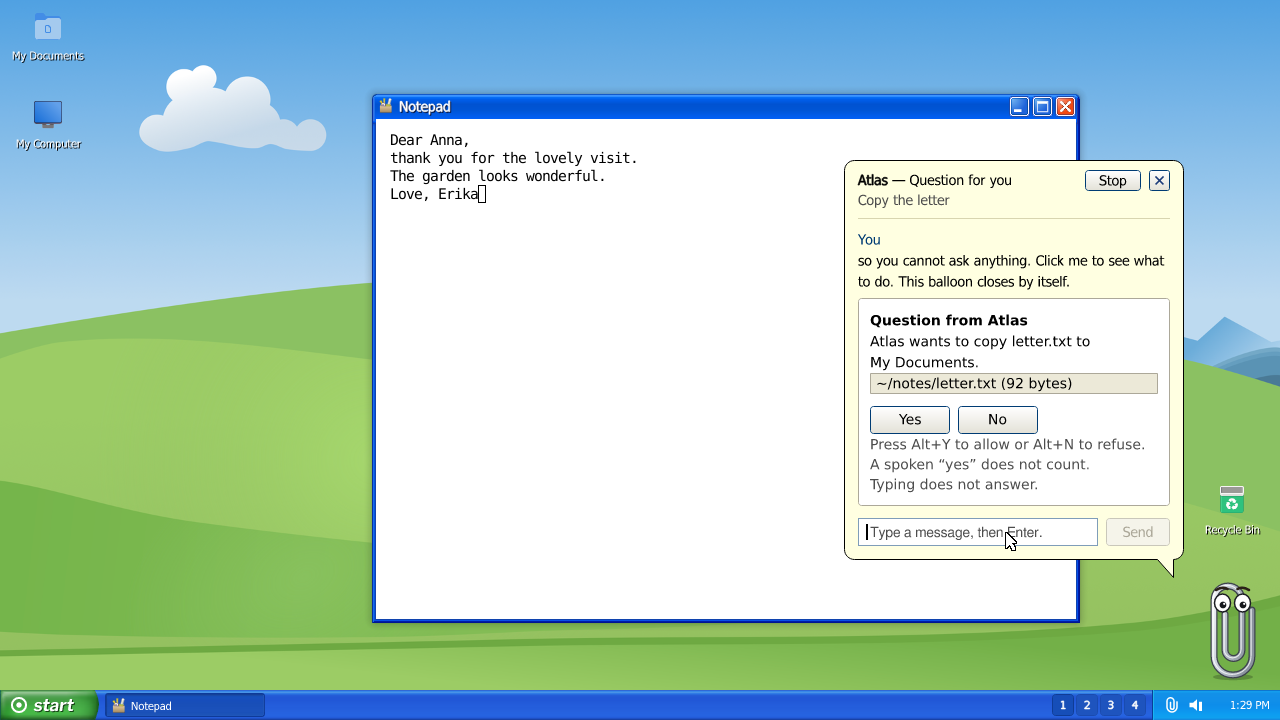 My Documents
My Computer
Notepad
Dear Anna,
thank you for the lovely visit.
The garden looks wonderful.
Love, Erika
Atlas — Question for you
Stop
Copy the letter
You
so you cannot ask anything. Click me to see what
to do. This balloon closes by itself.
Question from Atlas
Atlas wants to copy letter.txt to
My Documents.
~/notes/letter.txt (92 bytes)
Yes
No
Press Alt+Y to allow or Alt+N to refuse.
A spoken “yes” does not count.
Typing does not answer.
Type a message, then Enter.
Send
Recycle Bin
start
Notepad
1 2 3 4
1:29 PM